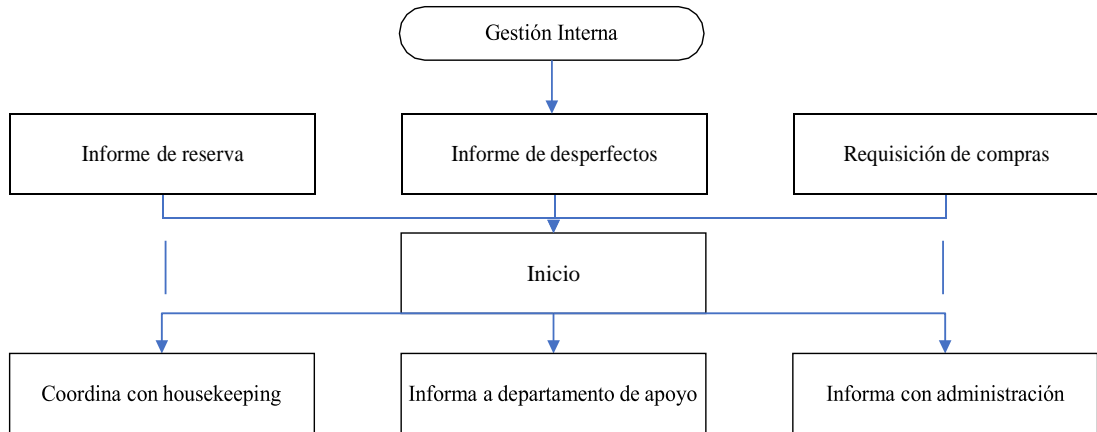 Gestión Interna
Informe de reserva
Informe de desperfectos
Requisición de compras
Inicio
Coordina con housekeeping
Informa a departamento de apoyo
Informa con administración